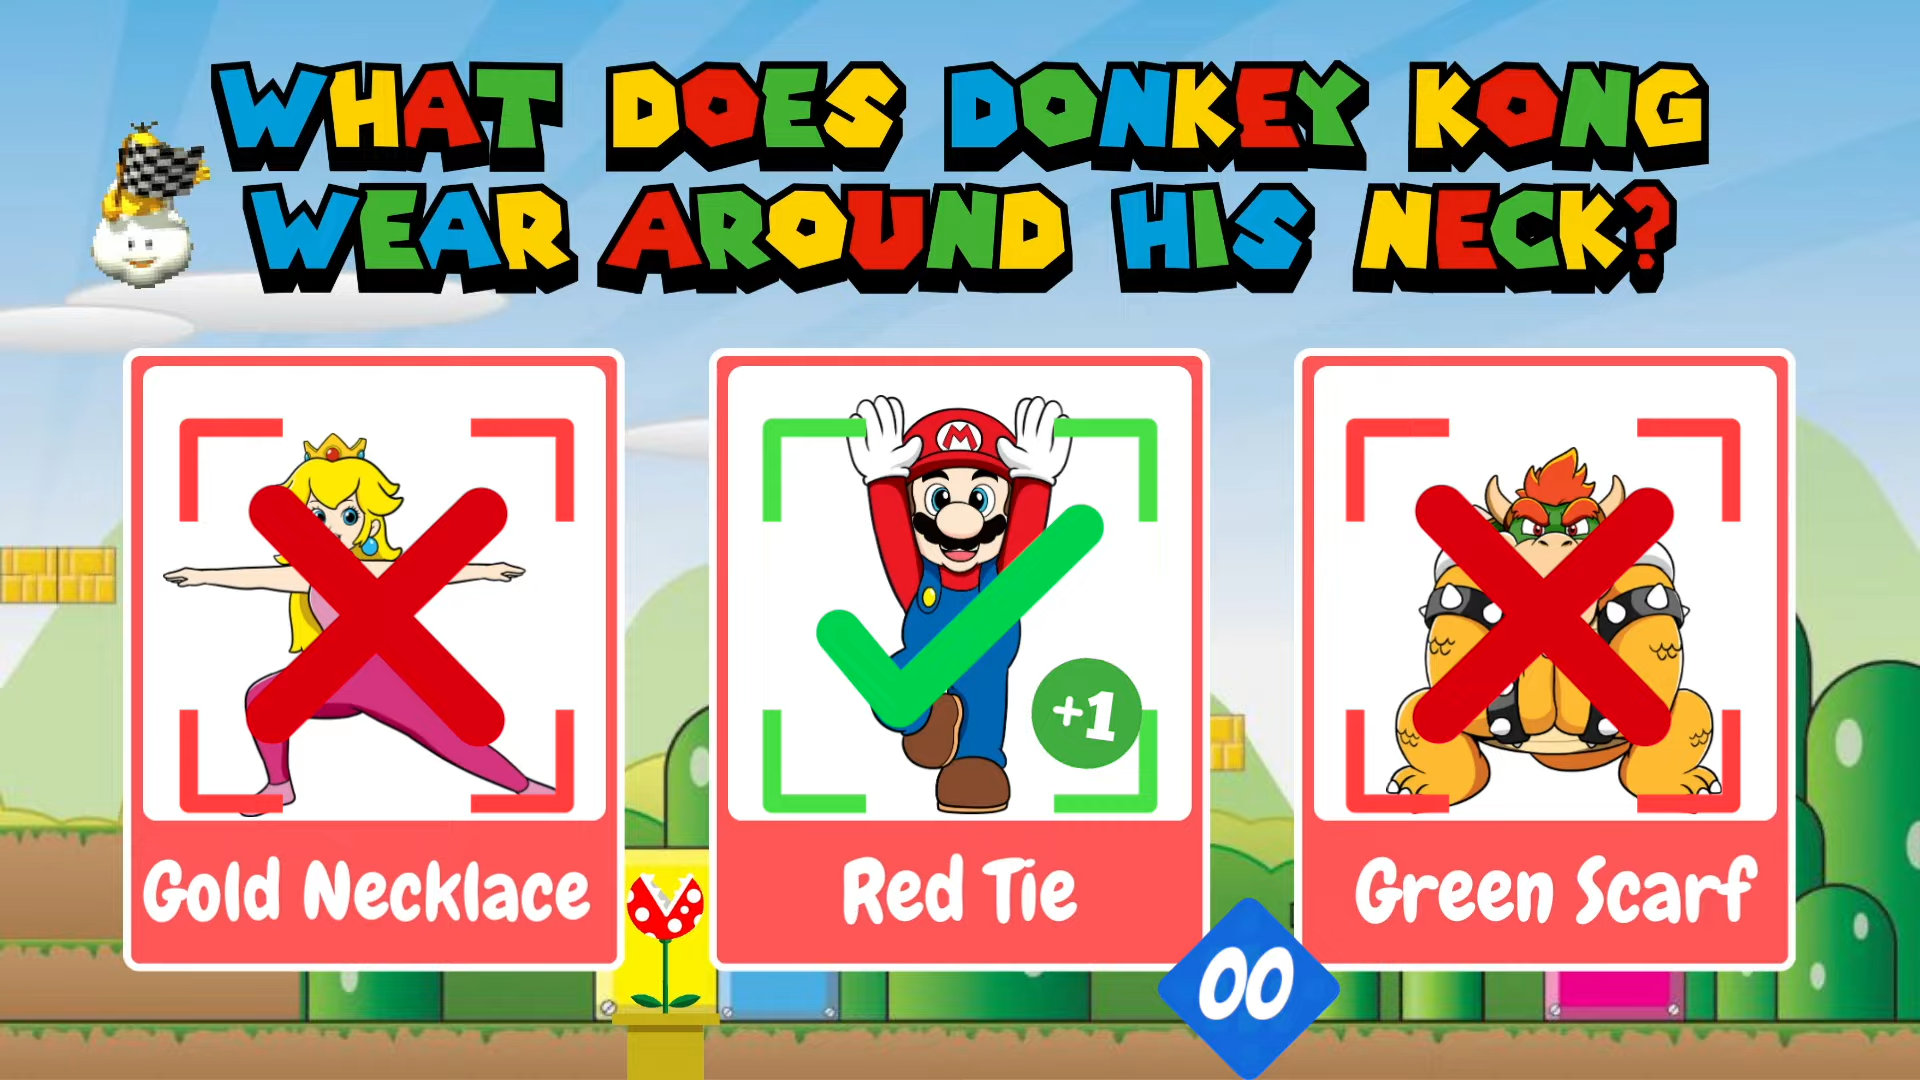 WHAT DOES DONKEY KONG
WEAR AROUND HIS NECK?
M
+1
Gold Necklace
Red Tie
Green Scarf
00